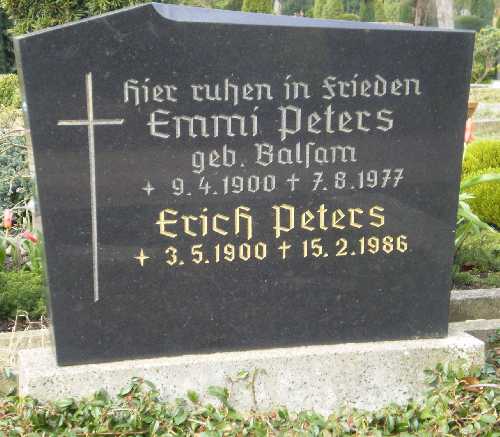 Hier ruhen in Frieden
Emmi Peters
geb. Balsam
+ 9.4.1900 + 7.8.1977
Erich Peters
+ 3.5.1900 + 15.2.1986